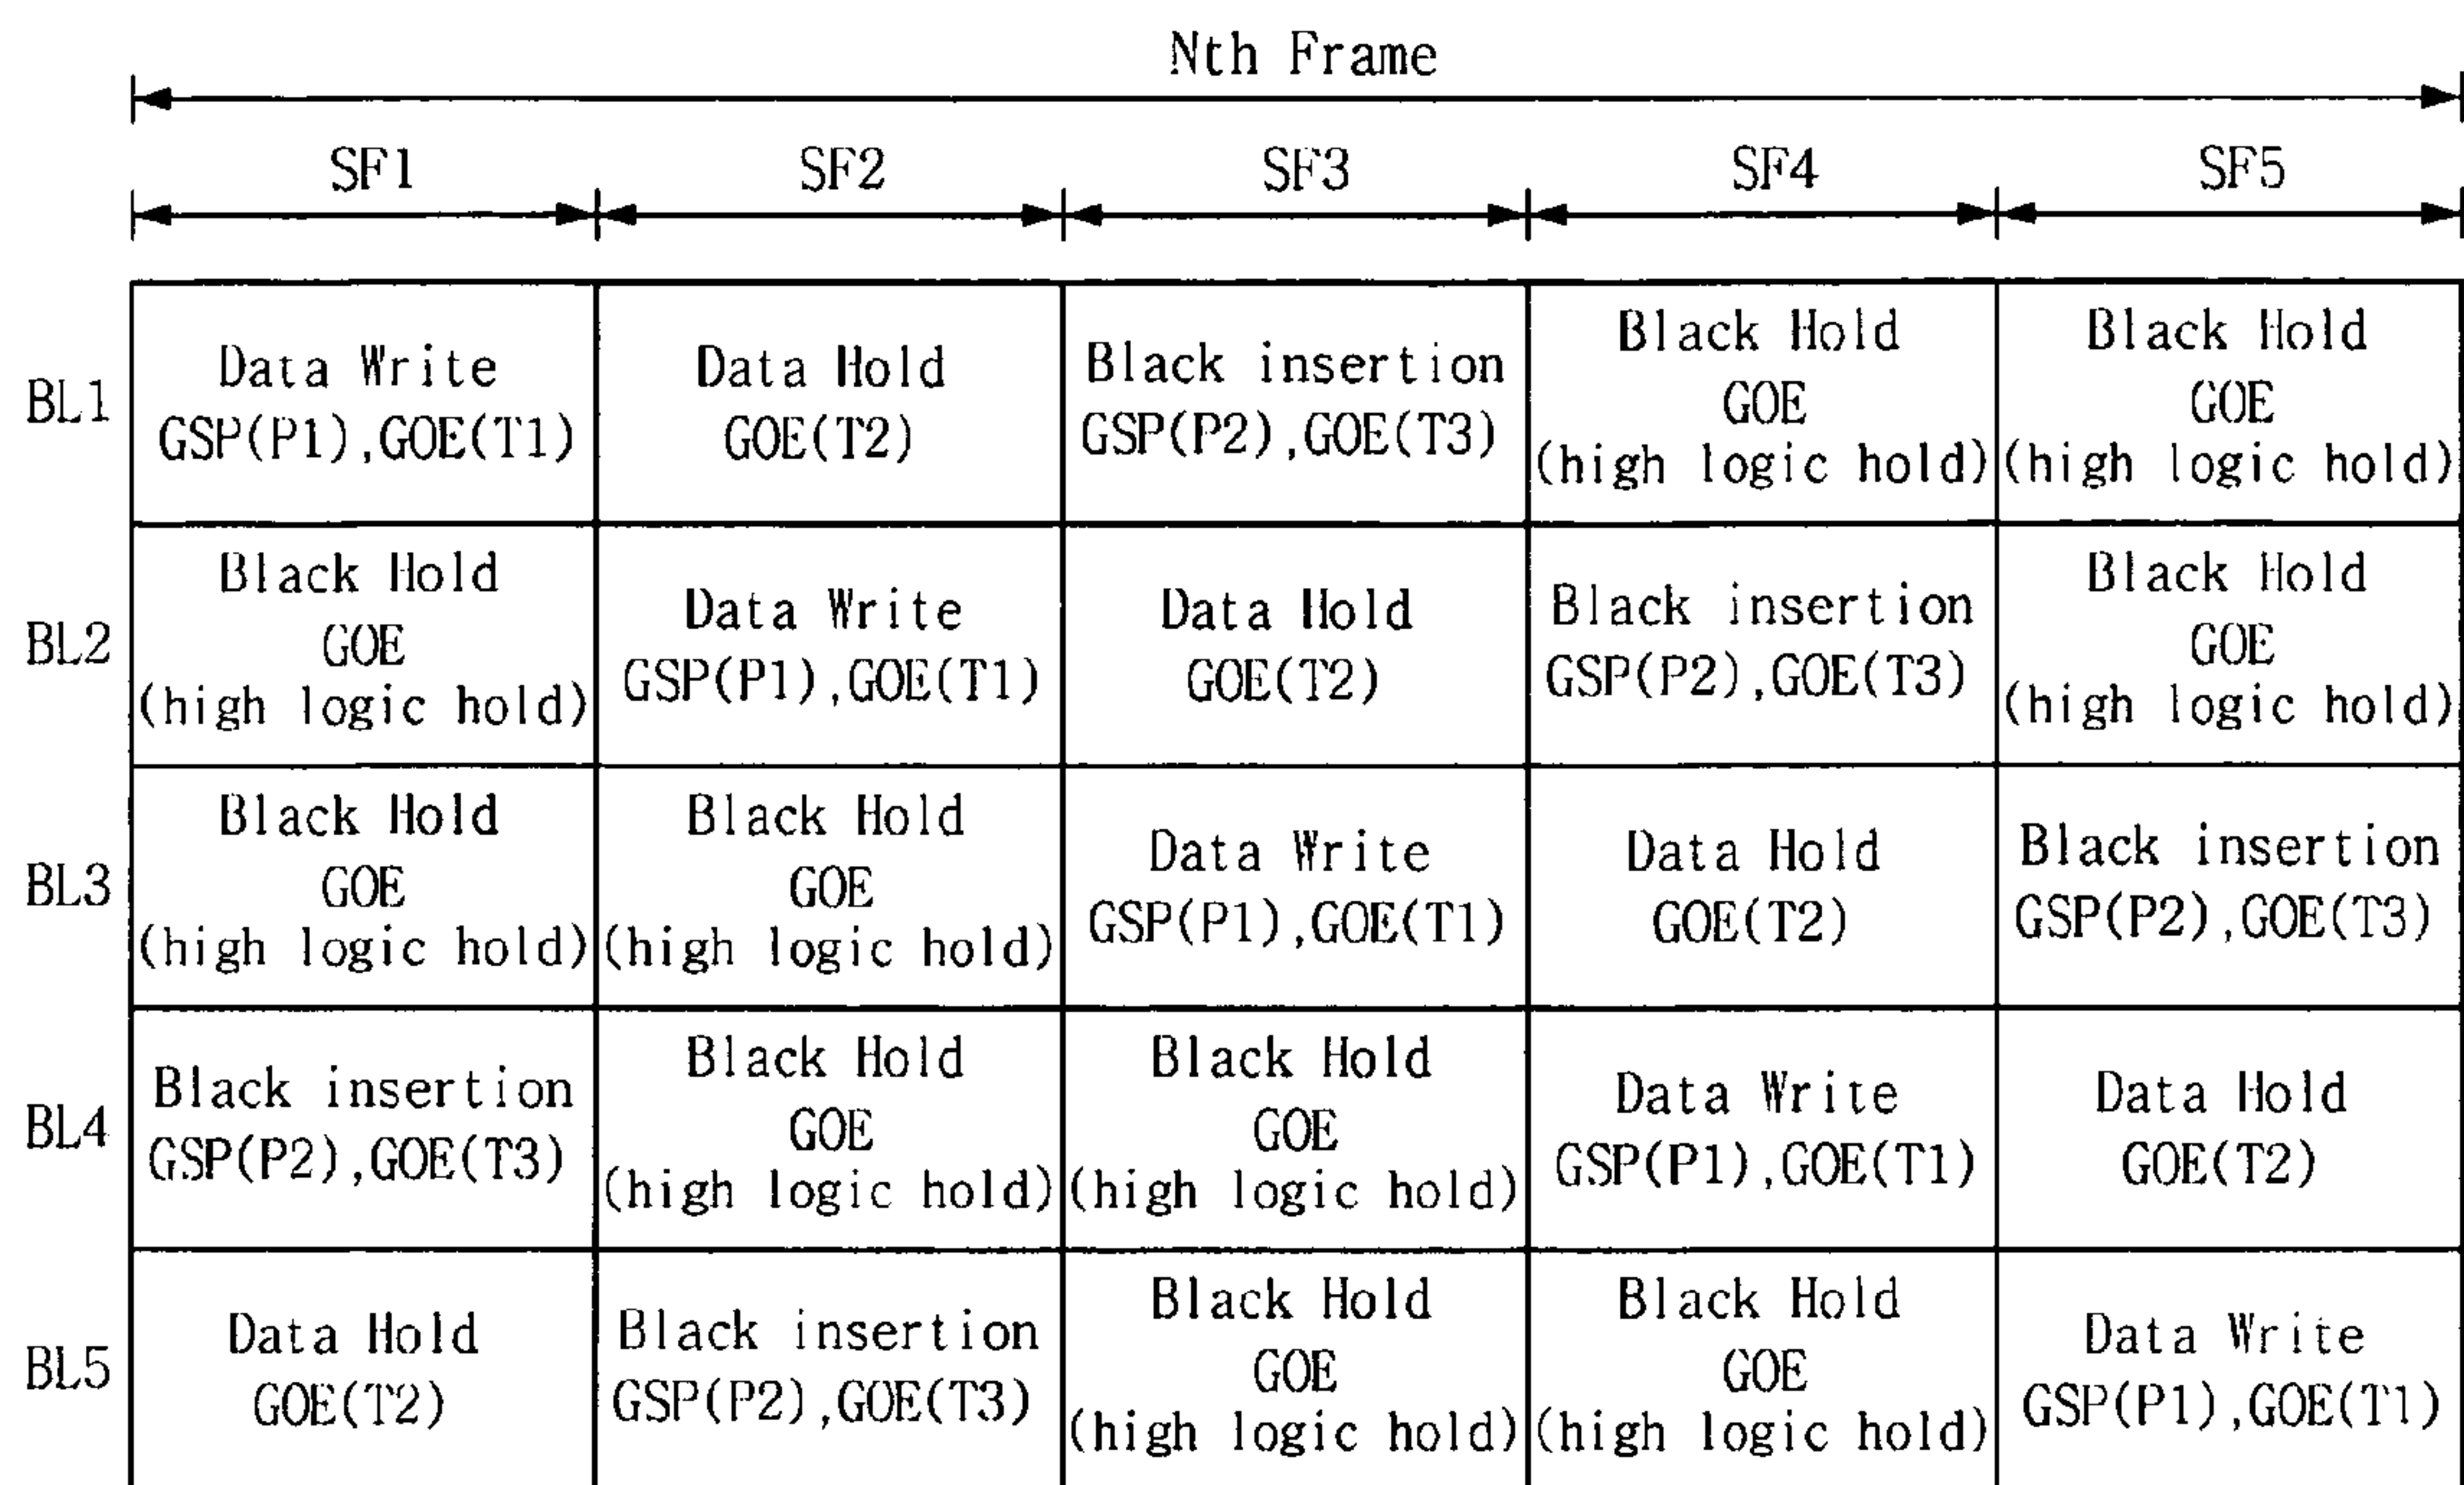 Nth Frame
SF1 SF2 SF3 SF4 SF5
BL1
Data Write
GSP(P1),GOE(T1)
Data Hold
GOE(T2)
Black insertion
GSP(P2),GOE(T3)
Black Hold
GOE
(high logic hold)
Black Hold
GOE
(high logic hold)
BL2
Black Hold
GOE
(high logic hold)
Data Write
GSP(P1),GOE(T1)
Data Hold
GOE(T2)
Black insertion
GSP(P2),GOE(T3)
Black Hold
GOE
(high logic hold)
BL3
Black Hold
GOE
(high logic hold)
Black Hold
GOE
(high logic hold)
Data Write
GSP(P1),GOE(T1)
Data Hold
GOE(T2)
Black insertion
GSP(P2),GOE(T3)
BL4
Black insertion
GSP(P2),GOE(T3)
Black Hold
GOE
(high logic hold)
Black Hold
GOE
(high logic hold)
Data Write
GSP(P1),GOE(T1)
Data Hold
GOE(T2)
BL5
Data Hold
GOE(T2)
Black insertion
GSP(P2),GOE(T3)
Black Hold
GOE
(high logic hold)
Black Hold
GOE
(high logic hold)
Data Write
GSP(P1),GOE(T1)